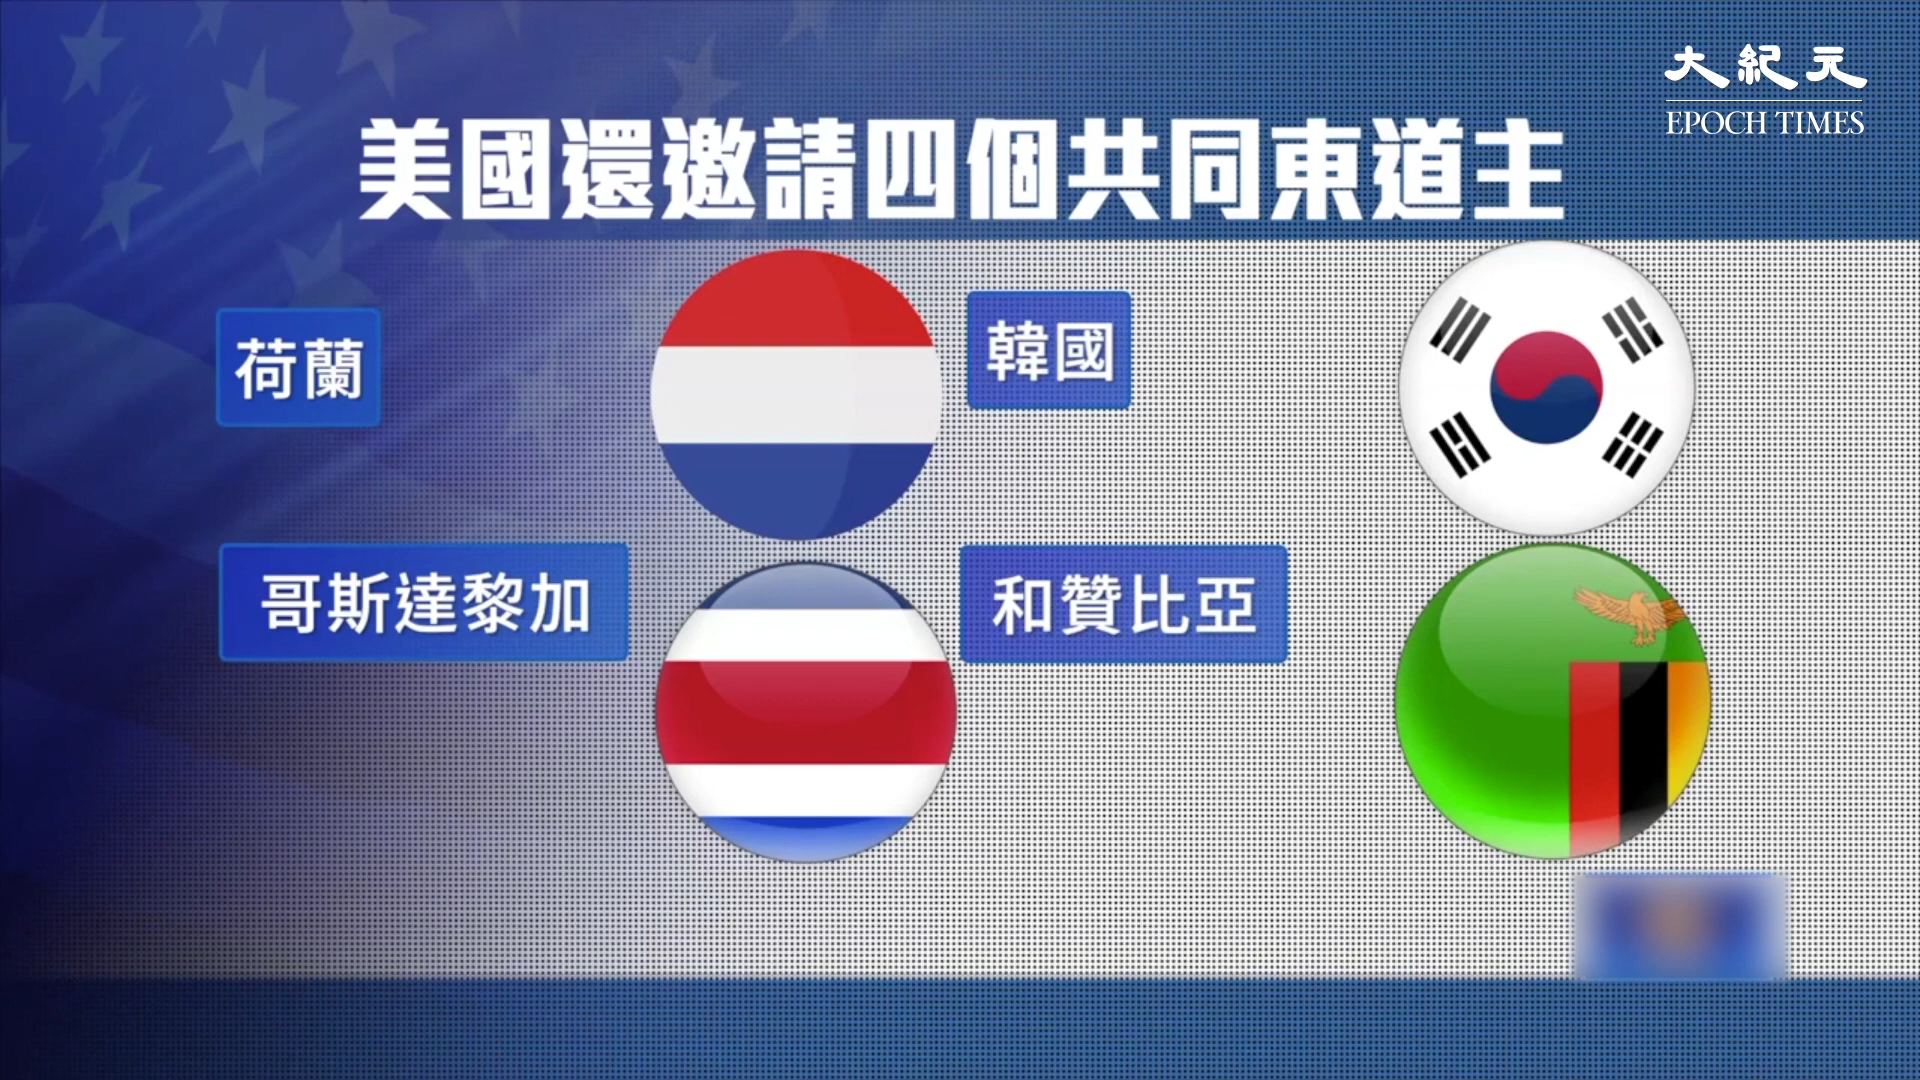 大紀元
EPOCH TIMES
美國還邀請四個共同東道主
荷蘭
韓國
哥斯達黎加
和贊比亞